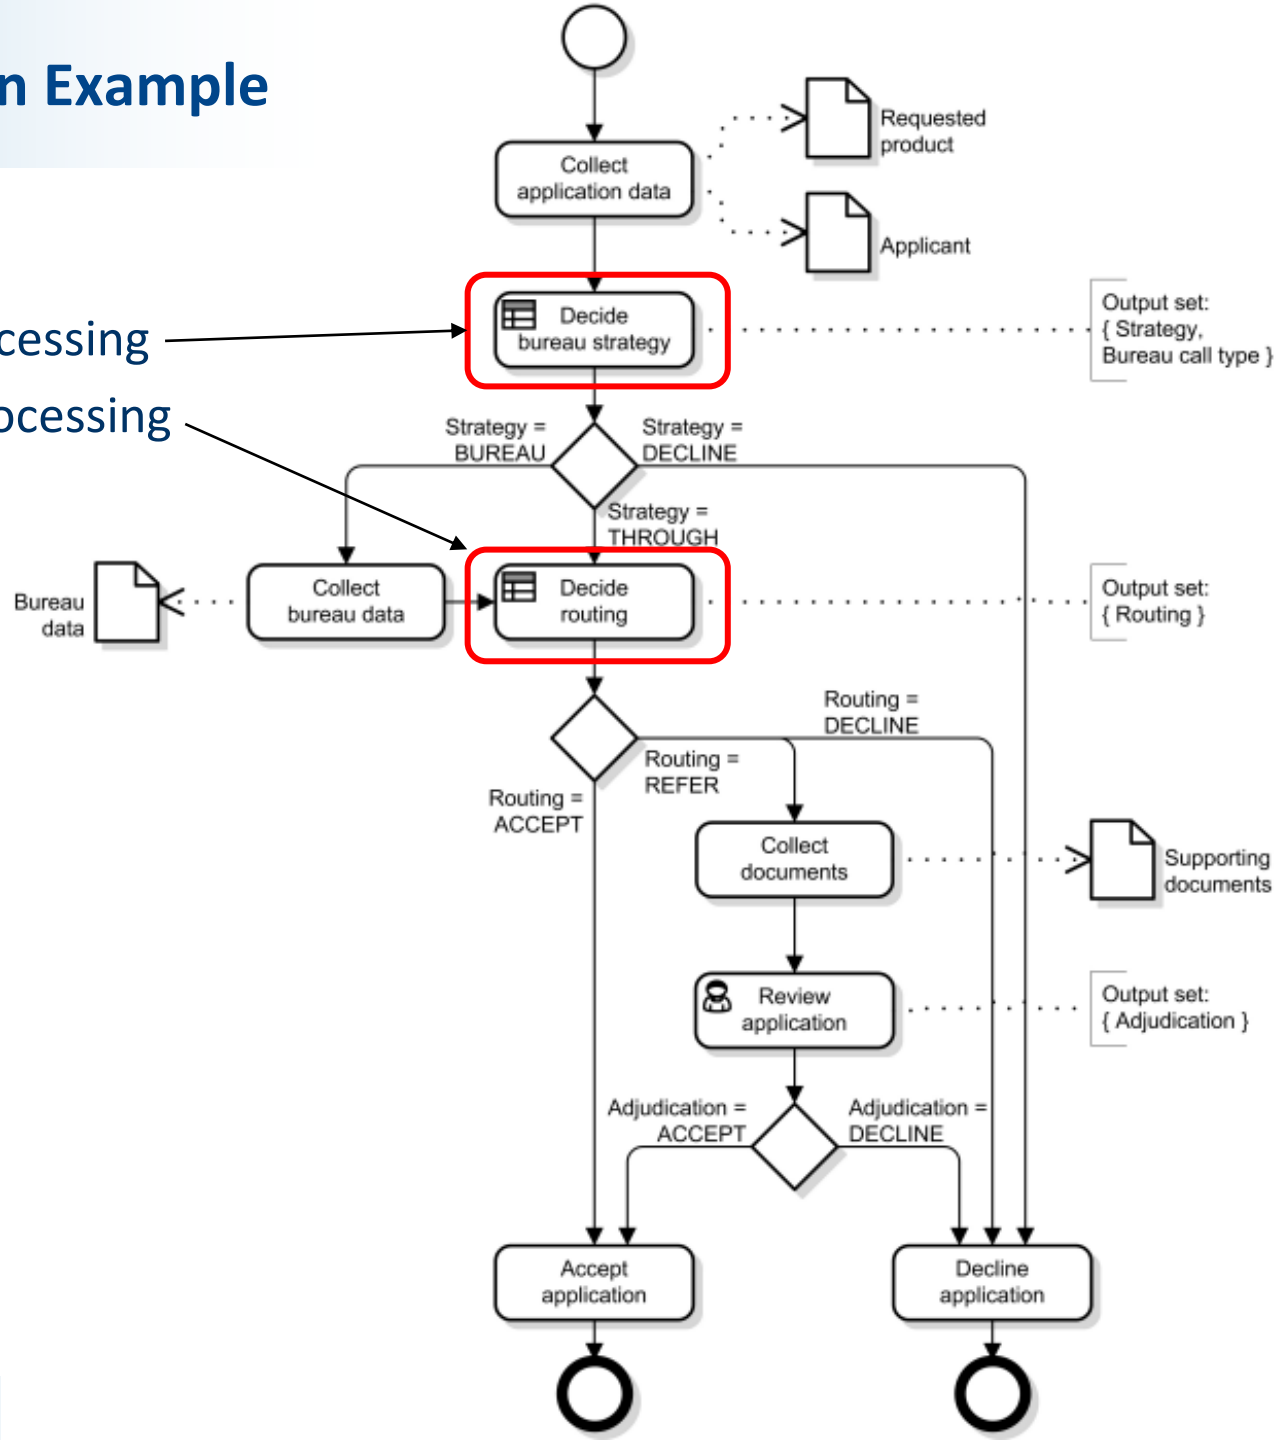 n Example
Requested
product
Collect
application data
Applicant
cessing
Decide
bureau strategy
Output set:
{ Strategy,
Bureau call type }
ocessing
Strategy =
BUREAU
Strategy =
DECLINE
Strategy =
THROUGH
Bureau
data
Collect
bureau data
Decide
routing
Output set:
{ Routing }
Routing =
DECLINE
Routing =
REFER
Routing =
ACCEPT
Collect
documents
Supporting
documents
Review
application
Output set:
{ Adjudication }
Adjudication =
ACCEPT
Adjudication =
DECLINE
Accept
application
Decline
application